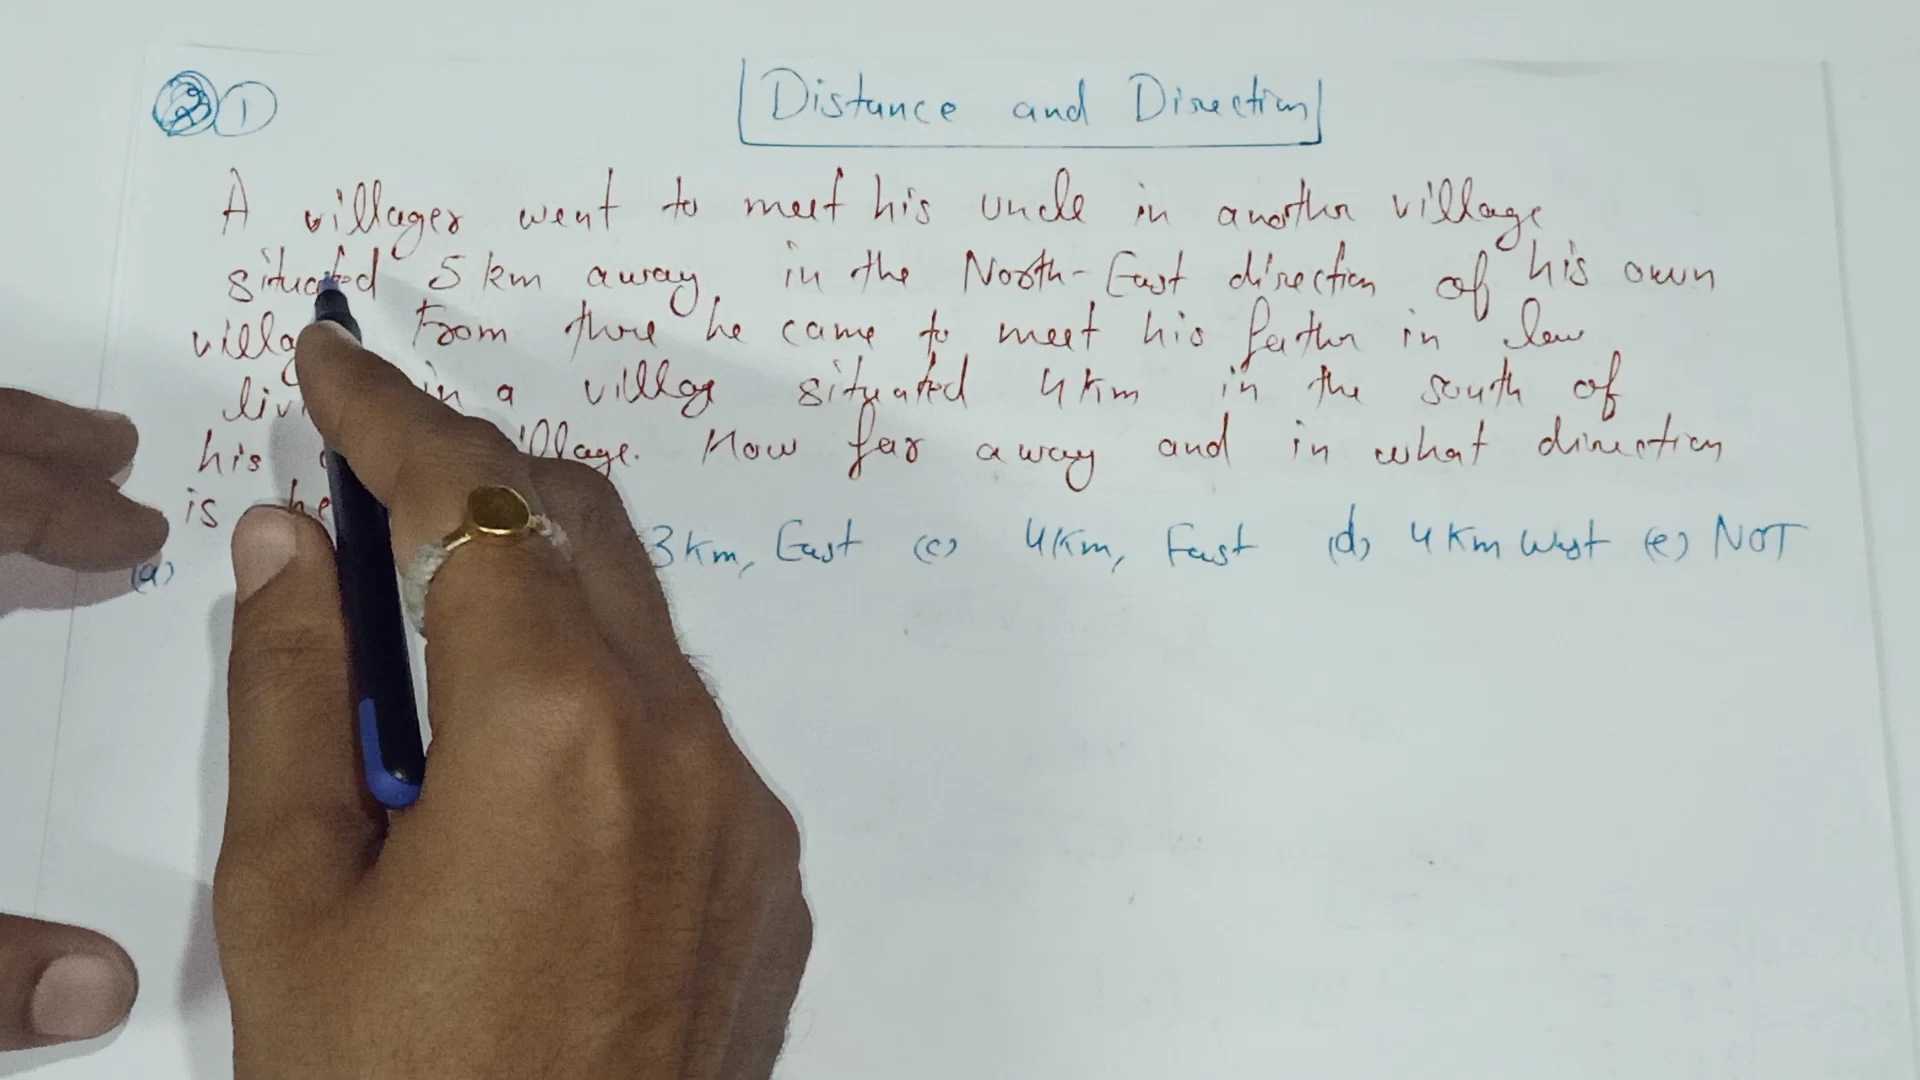 1 Distance and Direction
A villager went to meet his uncle in another village
situated 5 km away in the North-East direction of his own
From there he came to meet his father in law
in a village situated 4 km in the south of
his village. How far away and in what direction
is he
(a) 3 km, East (c) 4 km, East (d) 4 km West (e) NOT